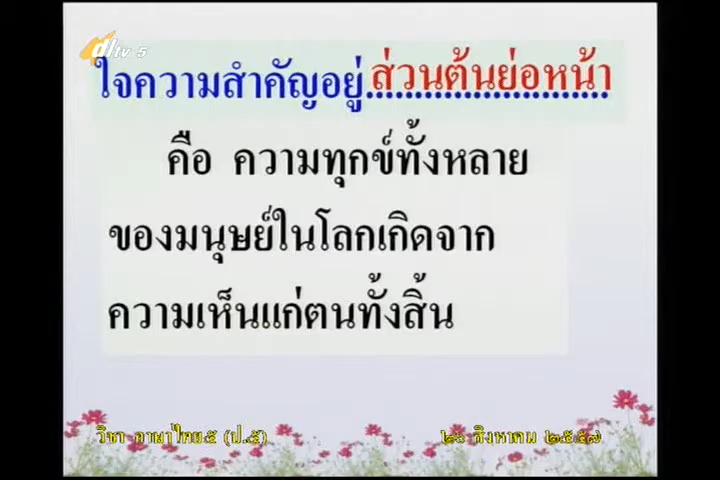 dltv 5
ใจความสำคัญอยู่ส่วนต้นย่อหน้า
คือ ความทุกข์ทั้งหลาย
ของมนุษย์ในโลกเกิดจาก
ความเห็นแก่ตนทั้งสิ้น
วิชา ภาษาไทย๕ (ป.๕)
สิงหาคม ๒๕๕๗